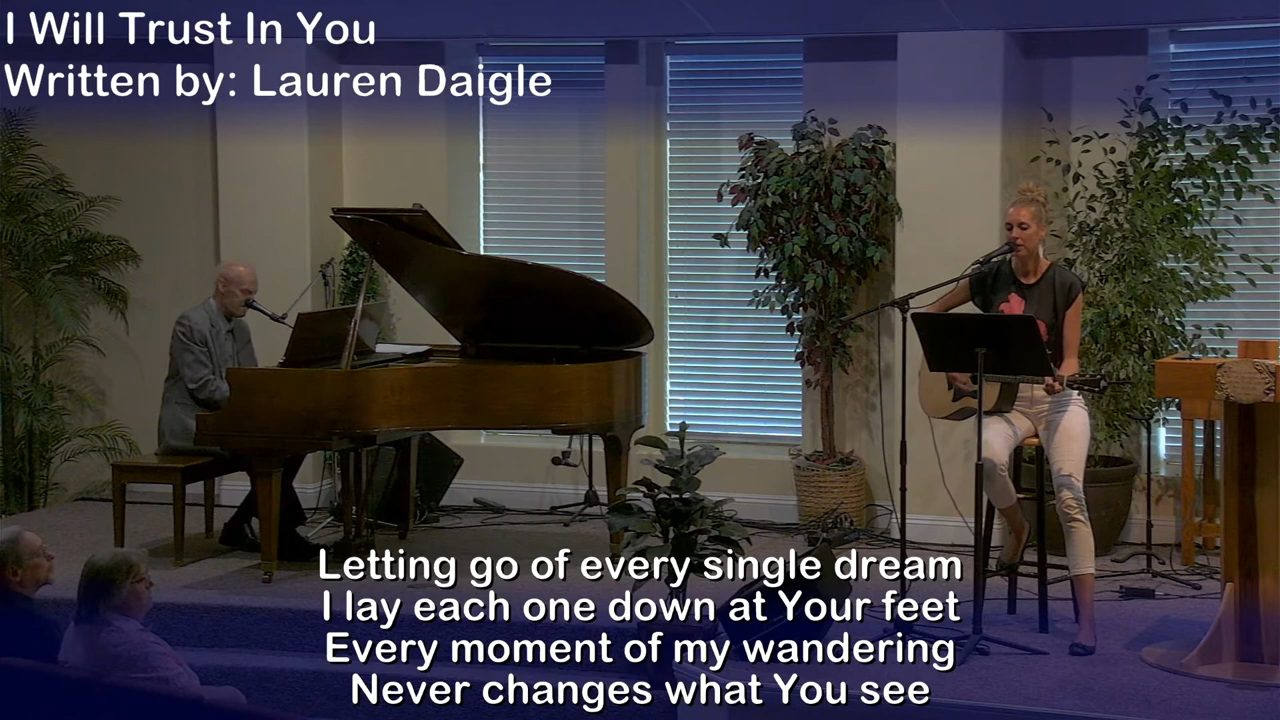 I Will Trust In You
Written by: Lauren Daigle
Letting go of every single dream
I lay each one down at Your feet
Every moment of my wandering
Never changes what You see